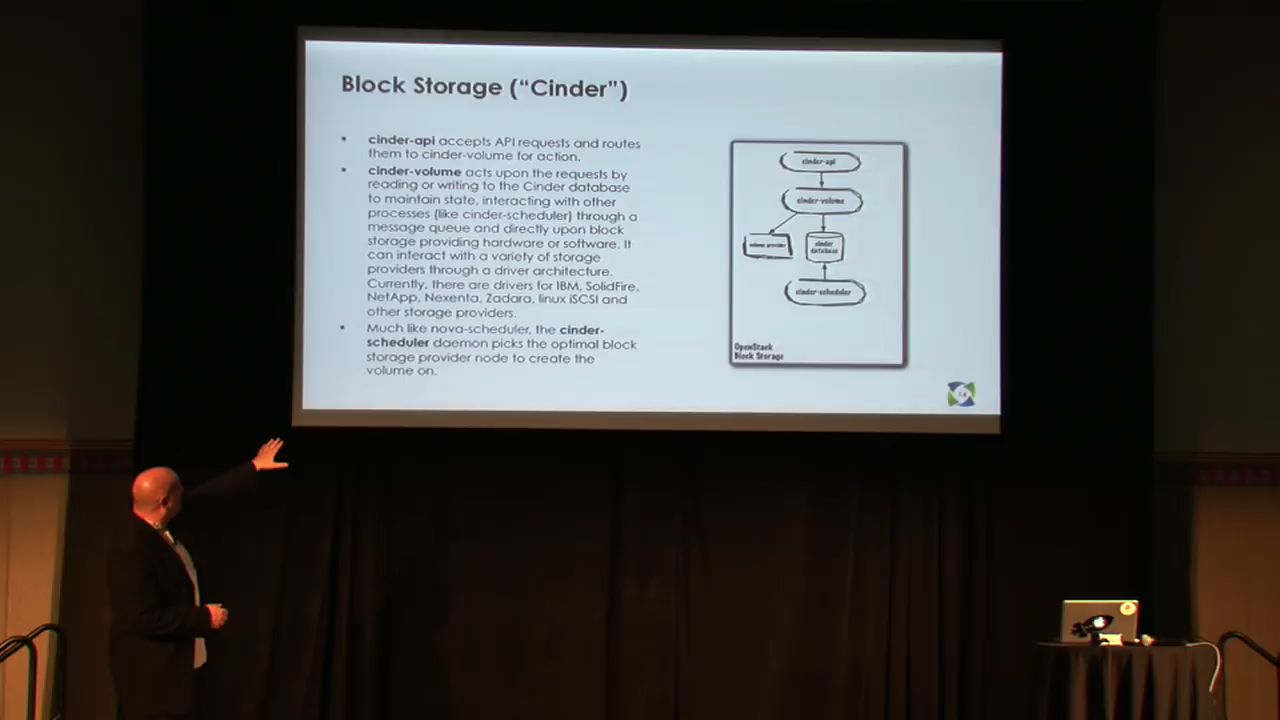 Block Storage (“Cinder”)
• cinder-api accepts API requests and routes
them to cinder-volume for action.
• cinder-volume acts upon the requests by
reading or writing to the Cinder database
to maintain state, interacting with other
processes (like cinder-scheduler) through a
message queue and directly upon block
storage providing hardware or software. It
can interact with a variety of storage
providers through a driver architecture.
Currently, there are drivers for IBM, SolidFire,
NetApp, Nexenta, Zadara, linux iSCSI and
other storage providers.
• Much like nova-scheduler, the cinder-
scheduler daemon picks the optimal block
storage provider node to create the
volume on.
cinder-api
cinder-volume
volume provider
cinder
database
cinder-scheduler
OpenStack
Block Storage